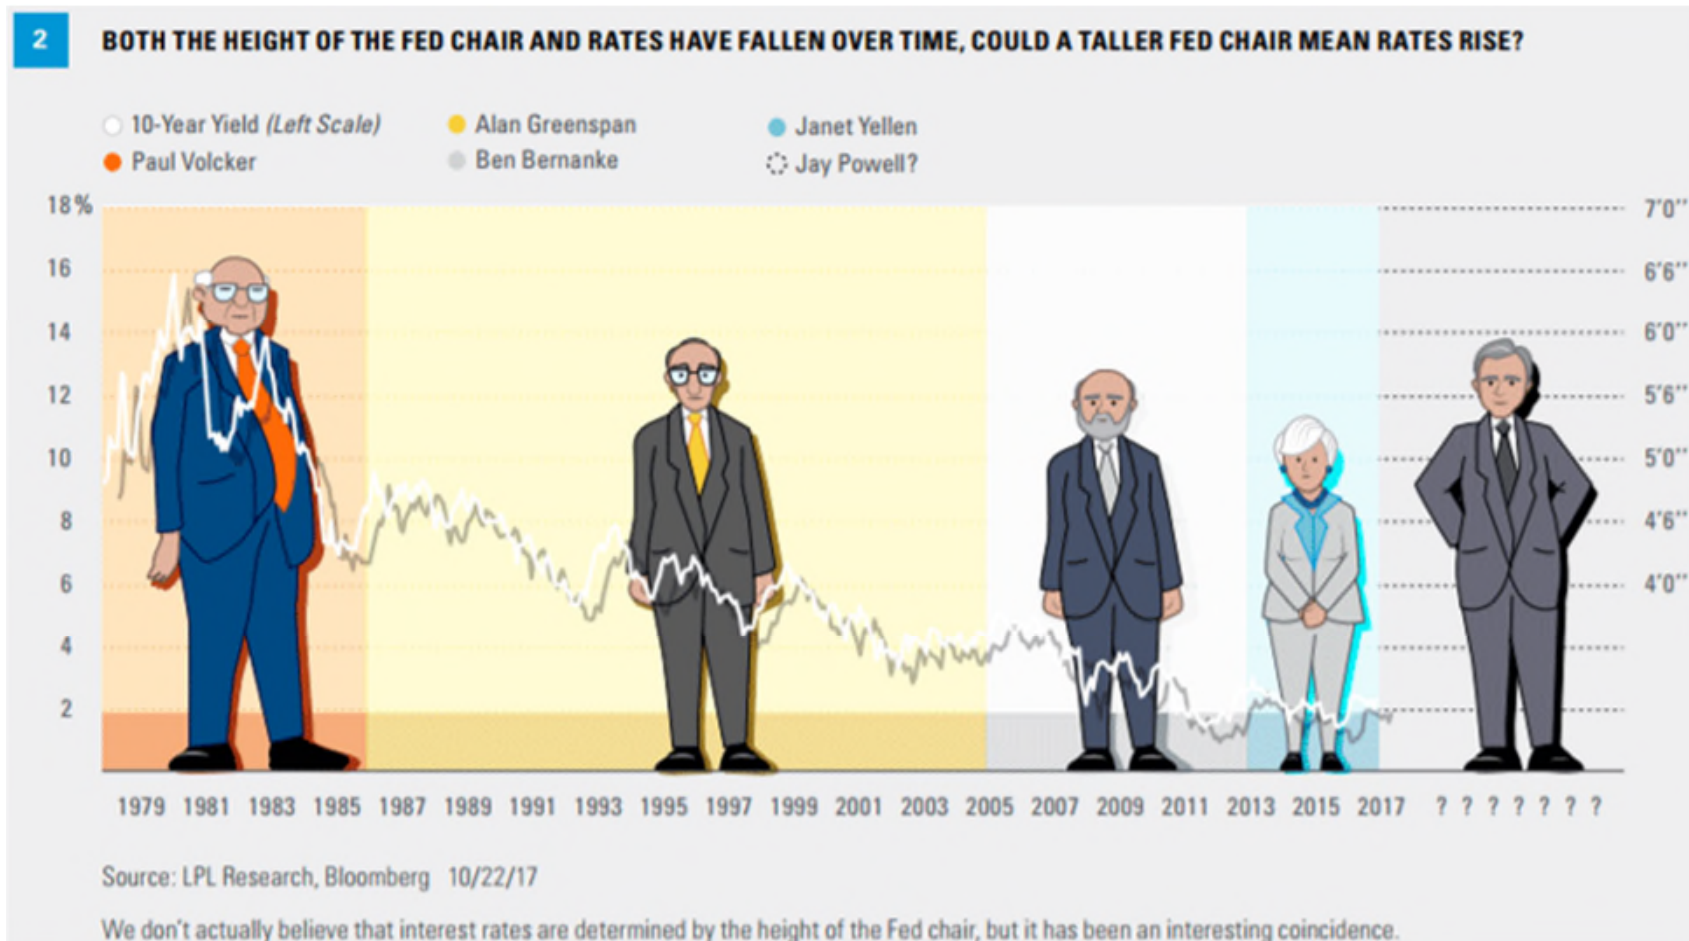 2
BOTH THE HEIGHT OF THE FED CHAIR AND RATES HAVE FALLEN OVER TIME, COULD A TALLER FED CHAIR MEAN RATES RISE?
10-Year Yield (Left Scale)
Alan Greenspan
Janet Yellen
Paul Volcker
Ben Bernanke
Jay Powell?
18%
16
14
12
10
8
6
4
2
7'0''
6'6''
6'0''
5'6''
5'0''
4'6''
4'0''
1979 1981 1983 1985 1987 1989 1991 1993 1995 1997 1999 2001 2003 2005 2007 2009 2011 2013 2015 2017 ? ? ? ? ? ? ?
Source: LPL Research, Bloomberg 10/22/17
We don't actually believe that interest rates are determined by the height of the Fed chair, but it has been an interesting coincidence.